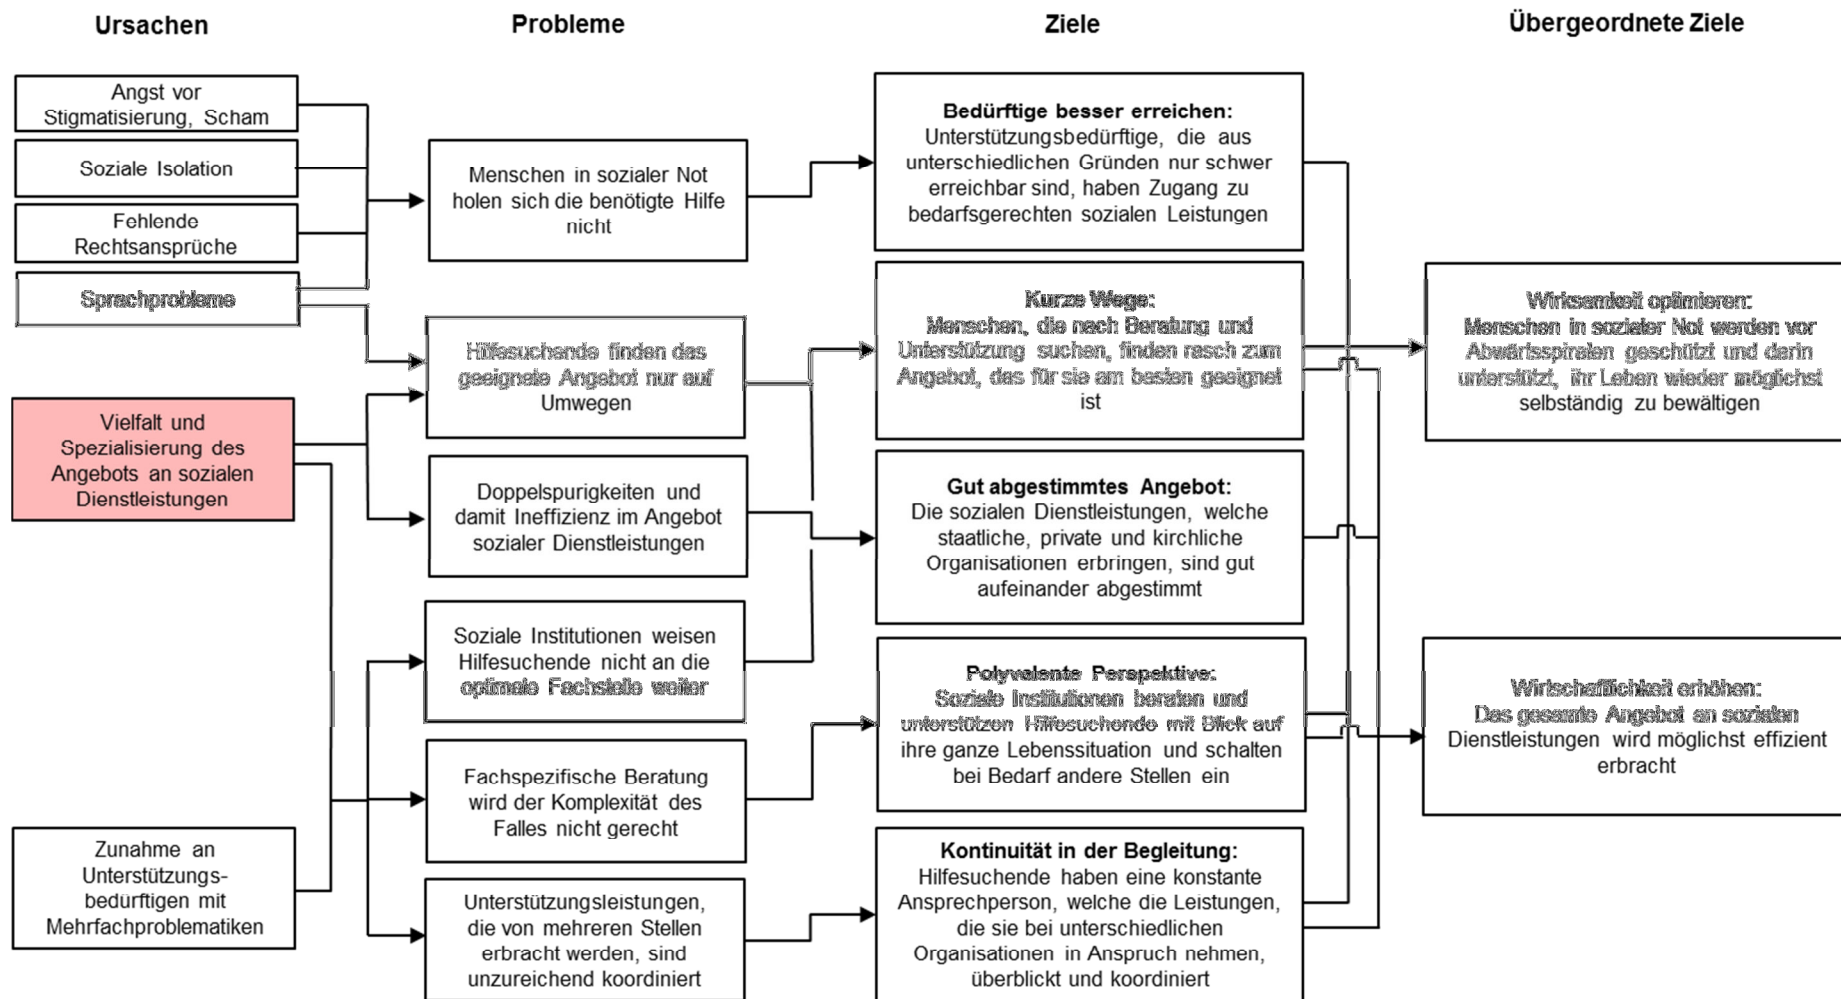 Ursachen
Probleme
Ziele
Übergeordnete Ziele
Angst vor
Stigmatisierung, Scham
Soziale Isolation
Fehlende
Rechtsansprüche
Sprachprobleme
Vielfalt und
Spezialisierung des
Angebots an sozialen
Dienstleistungen
Zunahme an
Unterstützungs-
bedürftigen mit
Mehrfachproblematiken
Menschen in sozialer Not
holen sich die benötigte Hilfe
nicht
Hilfesuchende finden das
geeignete Angebot nur auf
Umwegen
Doppelspurigkeiten und
damit Ineffizienz im Angebot
sozialer Dienstleistungen
Soziale Institutionen weisen
Hilfesuchende nicht an die
optimale Fachstelle weiter
Fachspezifische Beratung
wird der Komplexität des
Falles nicht gerecht
Unterstützungsleistungen,
die von mehreren Stellen
erbracht werden, sind
unzureichend koordiniert
Bedürftige besser erreichen:
Unterstützungsbedürftige, die aus
unterschiedlichen Gründen nur schwer
erreichbar sind, haben Zugang zu
bedarfsgerechten sozialen Leistungen
Kurze Wege:
Menschen, die nach Beratung und
Unterstützung suchen, finden rasch zum
Angebot, das für sie am besten geeignet
ist
Gut abgestimmtes Angebot:
Die sozialen Dienstleistungen, welche
staatliche, private und kirchliche
Organisationen erbringen, sind gut
aufeinander abgestimmt
Polyvalente Perspektive:
Soziale Institutionen beraten und
unterstützen Hilfesuchende mit Blick auf
ihre ganze Lebenssituation und schalten
bei Bedarf andere Stellen ein
Kontinuität in der Begleitung:
Hilfesuchende haben eine konstante
Ansprechperson, welche die Leistungen,
die sie bei unterschiedlichen
Organisationen in Anspruch nehmen,
überblickt und koordiniert
Wirksamkeit optimieren:
Menschen in sozialer Not werden vor
Abwärtsspiralen geschützt und darin
unterstützt, ihr Leben wieder möglichst
selbständig zu bewältigen
Wirtschaftlichkeit erhöhen:
Das gesamte Angebot an sozialen
Dienstleistungen wird möglichst effizient
erbracht